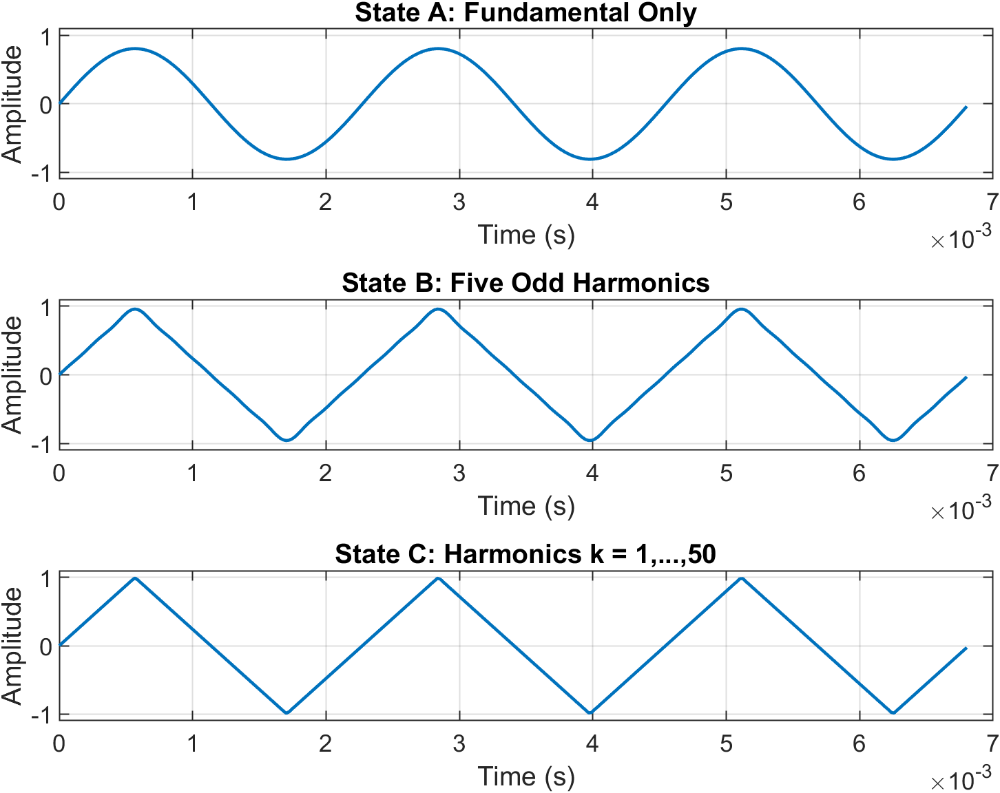 State A: Fundamental Only
Amplitude
1
0
-1
0 1 2 3 4 5 6 7
Time (s)
×10-3
State B: Five Odd Harmonics
Amplitude
1
0
-1
0 1 2 3 4 5 6 7
Time (s)
×10-3
State C: Harmonics k = 1,...,50
Amplitude
1
0
-1
0 1 2 3 4 5 6 7
Time (s)
×10-3